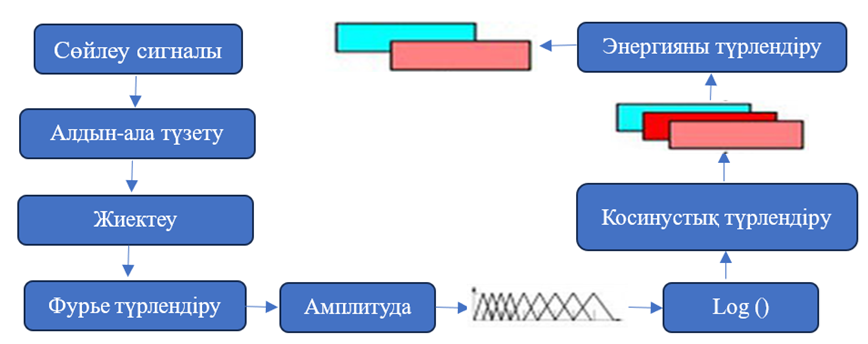 Сөйлеу сигналы
Алдын-ала түзету
Жиектеу
Фурье түрлендіру
Амплитуда
Log ()
Косинустық түрлендіру
Энергияны түрлендіру